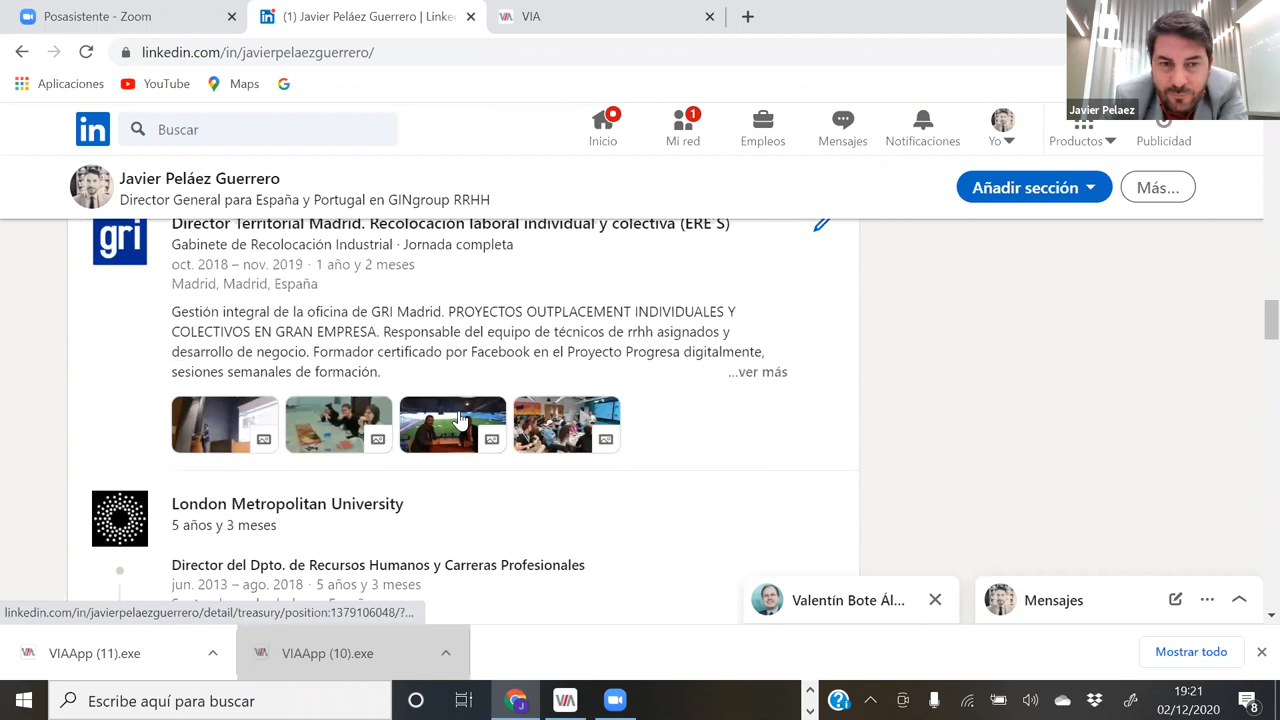 Posasistente - Zoom
(1) Javier Peláez Guerrero | Linke
VIA
linkedin.com/in/javierpelaezguerrero/
Aplicaciones
YouTube
Maps
Javier Pelaez
in
Buscar
Inicio
1
Mi red
Empleos
Mensajes
Notificaciones
Yo
Productos
Publicidad
Javier Peláez Guerrero
Director General para España y Portugal en GINgroup RRHH
Añadir sección
Más...
gri
Director Territorial Madrid. Recolocación laboral individual y colectiva (ERE´S)
Gabinete de Recolocación Industrial · Jornada completa
oct. 2018 – nov. 2019 · 1 año y 2 meses
Madrid, Madrid, España
Gestión integral de la oficina de GRI Madrid. PROYECTOS OUTPLACEMENT INDIVIDUALES Y
COLECTIVOS EN GRAN EMPRESA. Responsable del equipo de técnicos de rrhh asignados y
desarrollo de negocio. Formador certificado por Facebook en el Proyecto Progresa digitalmente,
sesiones semanales de formación.
...ver más
London Metropolitan University
5 años y 3 meses
Director del Dpto. de Recursos Humanos y Carreras Profesionales
jun. 2013 – ago. 2018 · 5 años y 3 meses
Valentín Bote Ál...
Mensajes
linkedin.com/in/javierpelaezguerrero/detail/treasury/position:1379106048/?...
VIAApp (11).exe
VIAApp (10).exe
Mostrar todo
Escribe aquí para buscar
19:21
02/12/2020
8